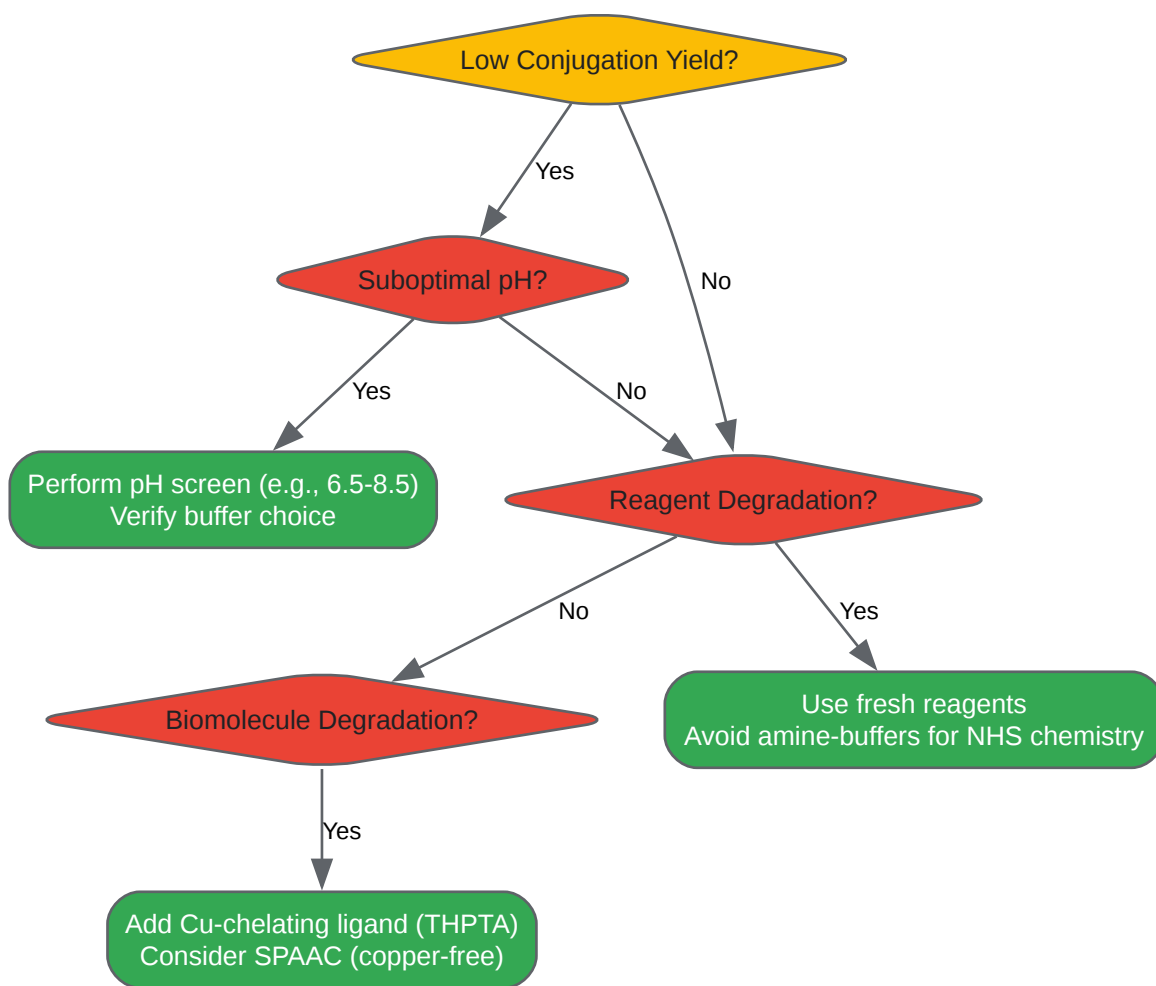 Low Conjugation Yield?
Yes
Suboptimal pH?
No
Yes
No
Perform pH screen (e.g., 6.5-8.5)
Verify buffer choice
Reagent Degradation?
No
Yes
Biomolecule Degradation?
Use fresh reagents
Avoid amine-buffers for NHS chemistry
Yes
Add Cu-chelating ligand (THPTA)
Consider SPAAC (copper-free)